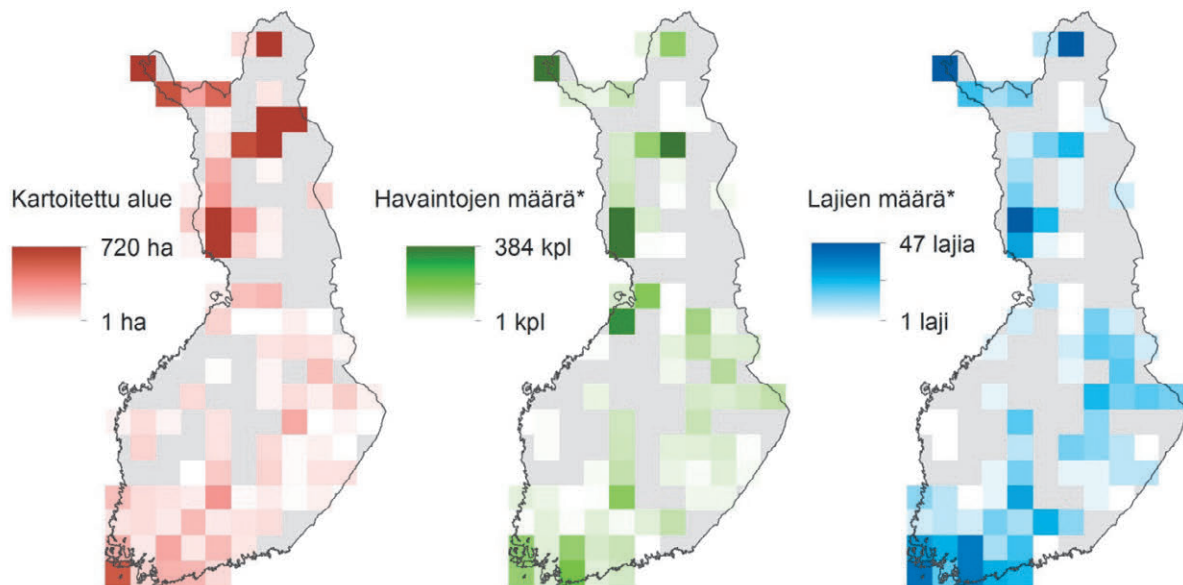 Kartoitettu alue
720 ha
1 ha
Havaintojen määrä*
384 kpl
1 kpl
Lajien määrä*
47 lajia
1 laji